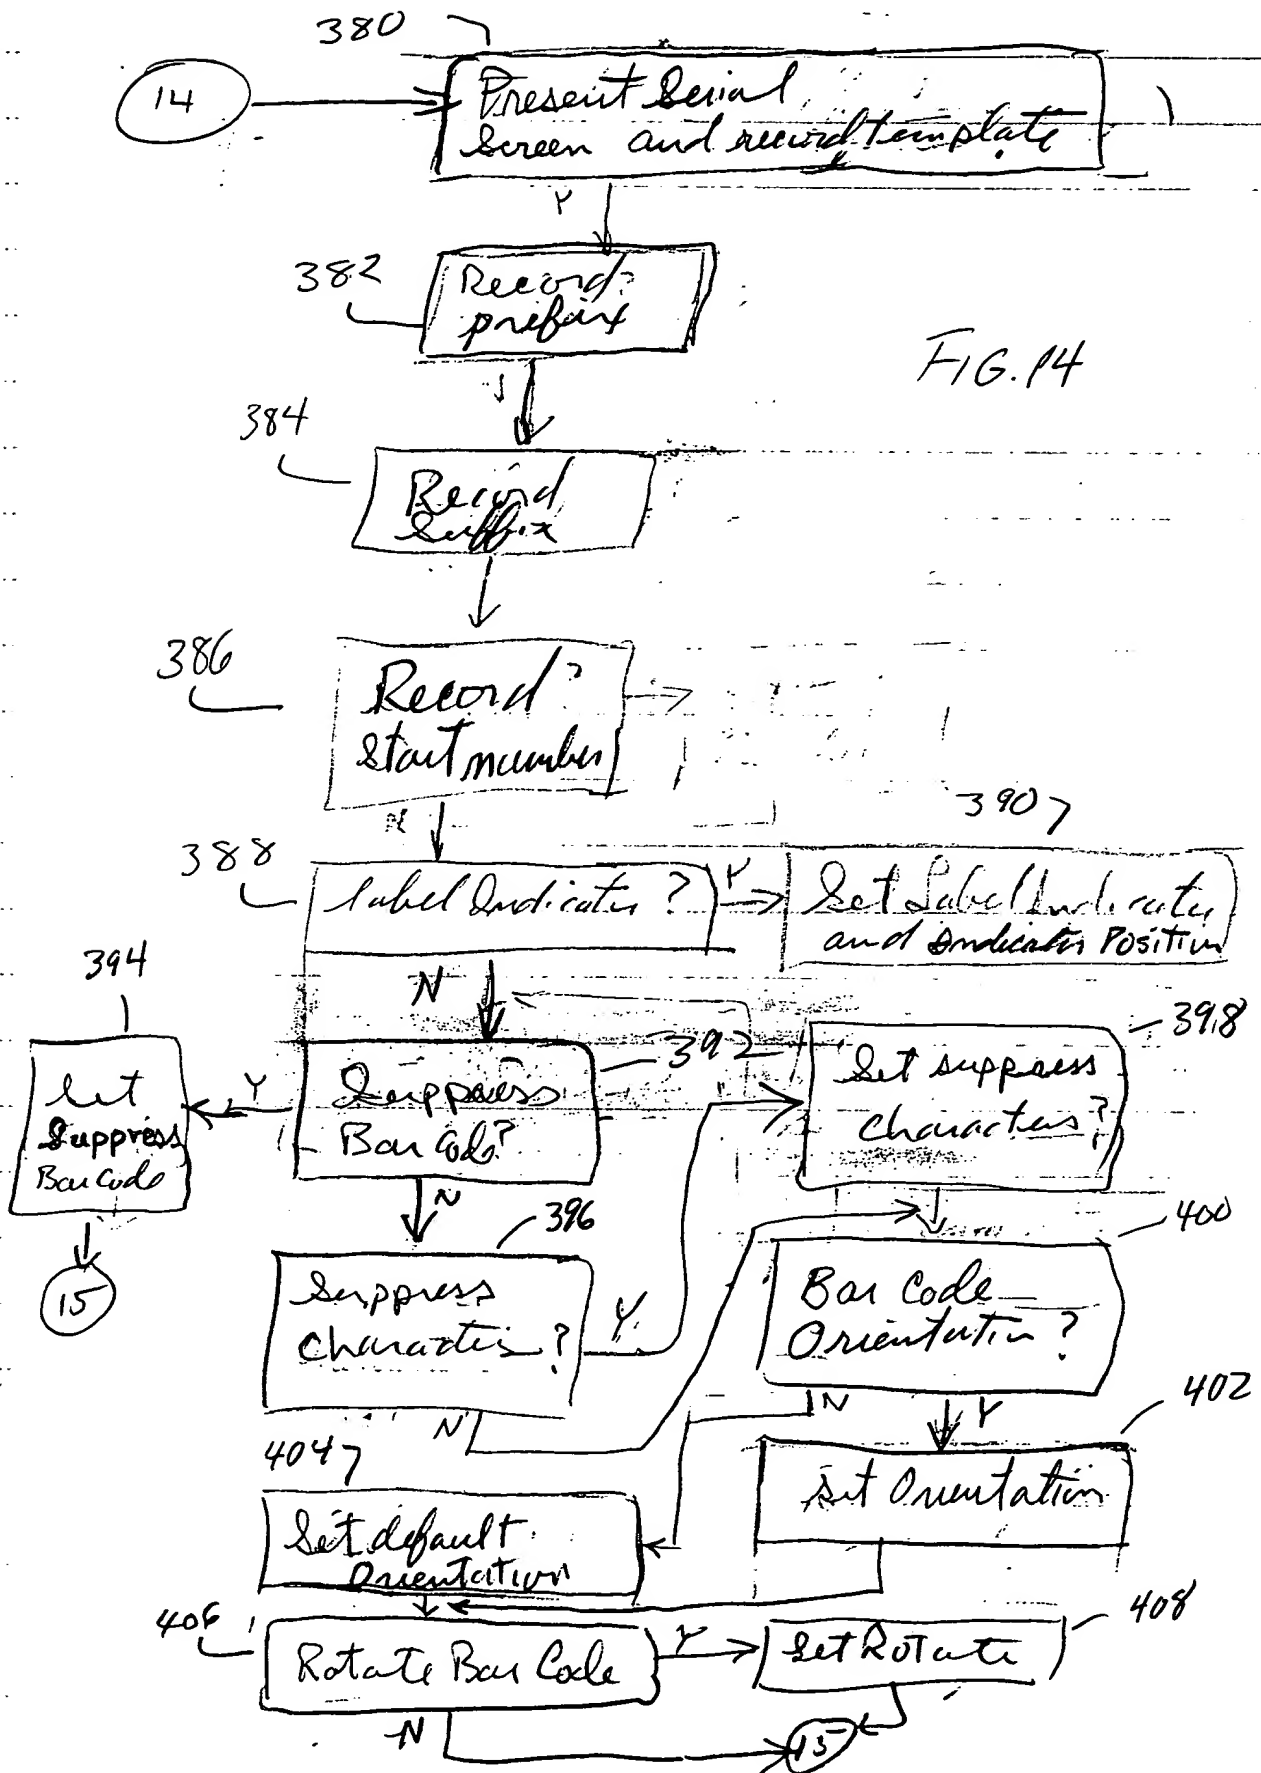 380
14
Present Serial
Screen and record template
Y
382
Record?
prefix
FIG. 14
384
Record
Suffix
386
Record?
Start number
N
390
388
Label Indicator?
Y
Set Label Indicator
and Indicator Position
394
N
392
398
Set
Suppress
Bar Code
Y
Suppress
Bar Code?
Set suppress
characters?
N
396
400
15
Suppress
Characters?
Y
Bar Code
Orientation?
N
N
Y
402
404
Set default
Orientation
Set Orientation
406
408
Rotate Bar Code
Y
Set Rotate
N
15